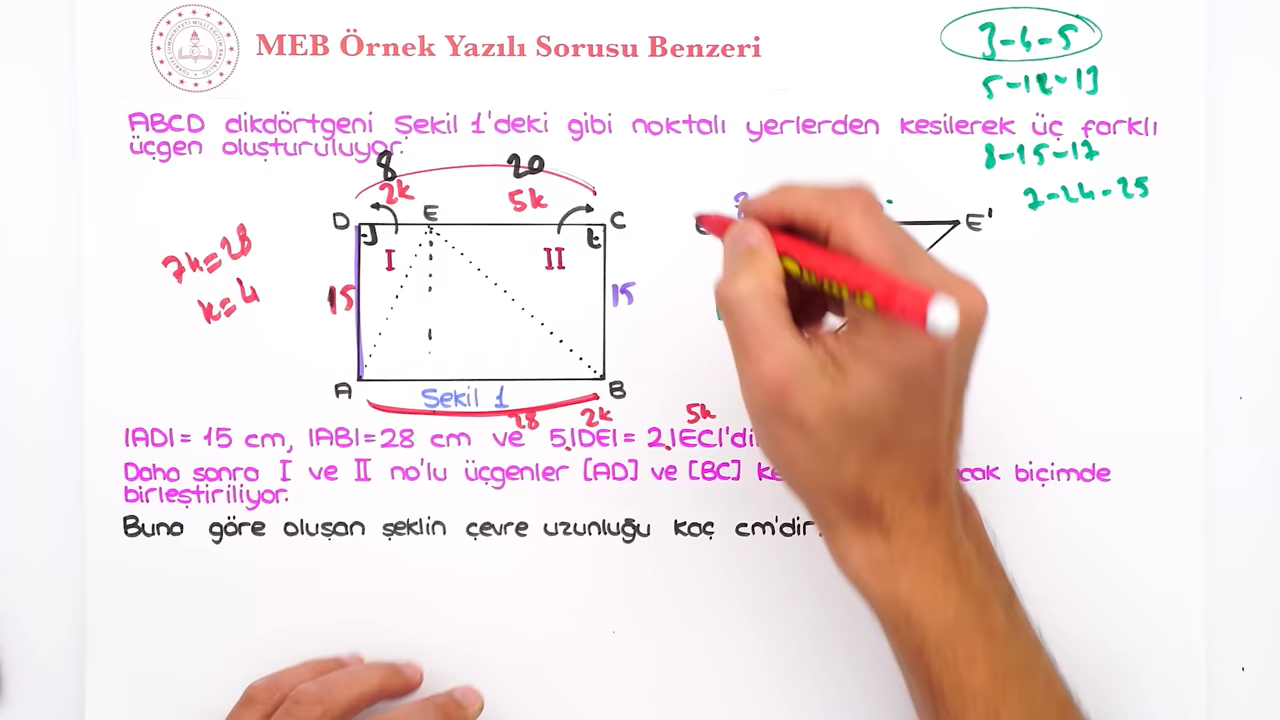 MEB Örnek Yazılı Sorusu Benzeri
3-4-5
5-12-13
8-15-17
7-24-25
ABCD dikdörtgeni Şekil 1'deki gibi noktalı yerlerden kesilerek üç farklı
üçgen oluşturuluyor.
8 20
2k 5k
D E C
I II
7k=28
k=4
15 15
A B
Şekil 1
28 2k 5k
E'
|AD| = 15 cm, |AB|=28 cm ve 5.|DE|= 2.|EC|'di
Daha sonra I ve II no'lu üçgenler [AD] ve [BC]
birleştiriliyor.
biçimde
Buna göre oluşan şeklin çevre uzunluğu kaç cm'dir